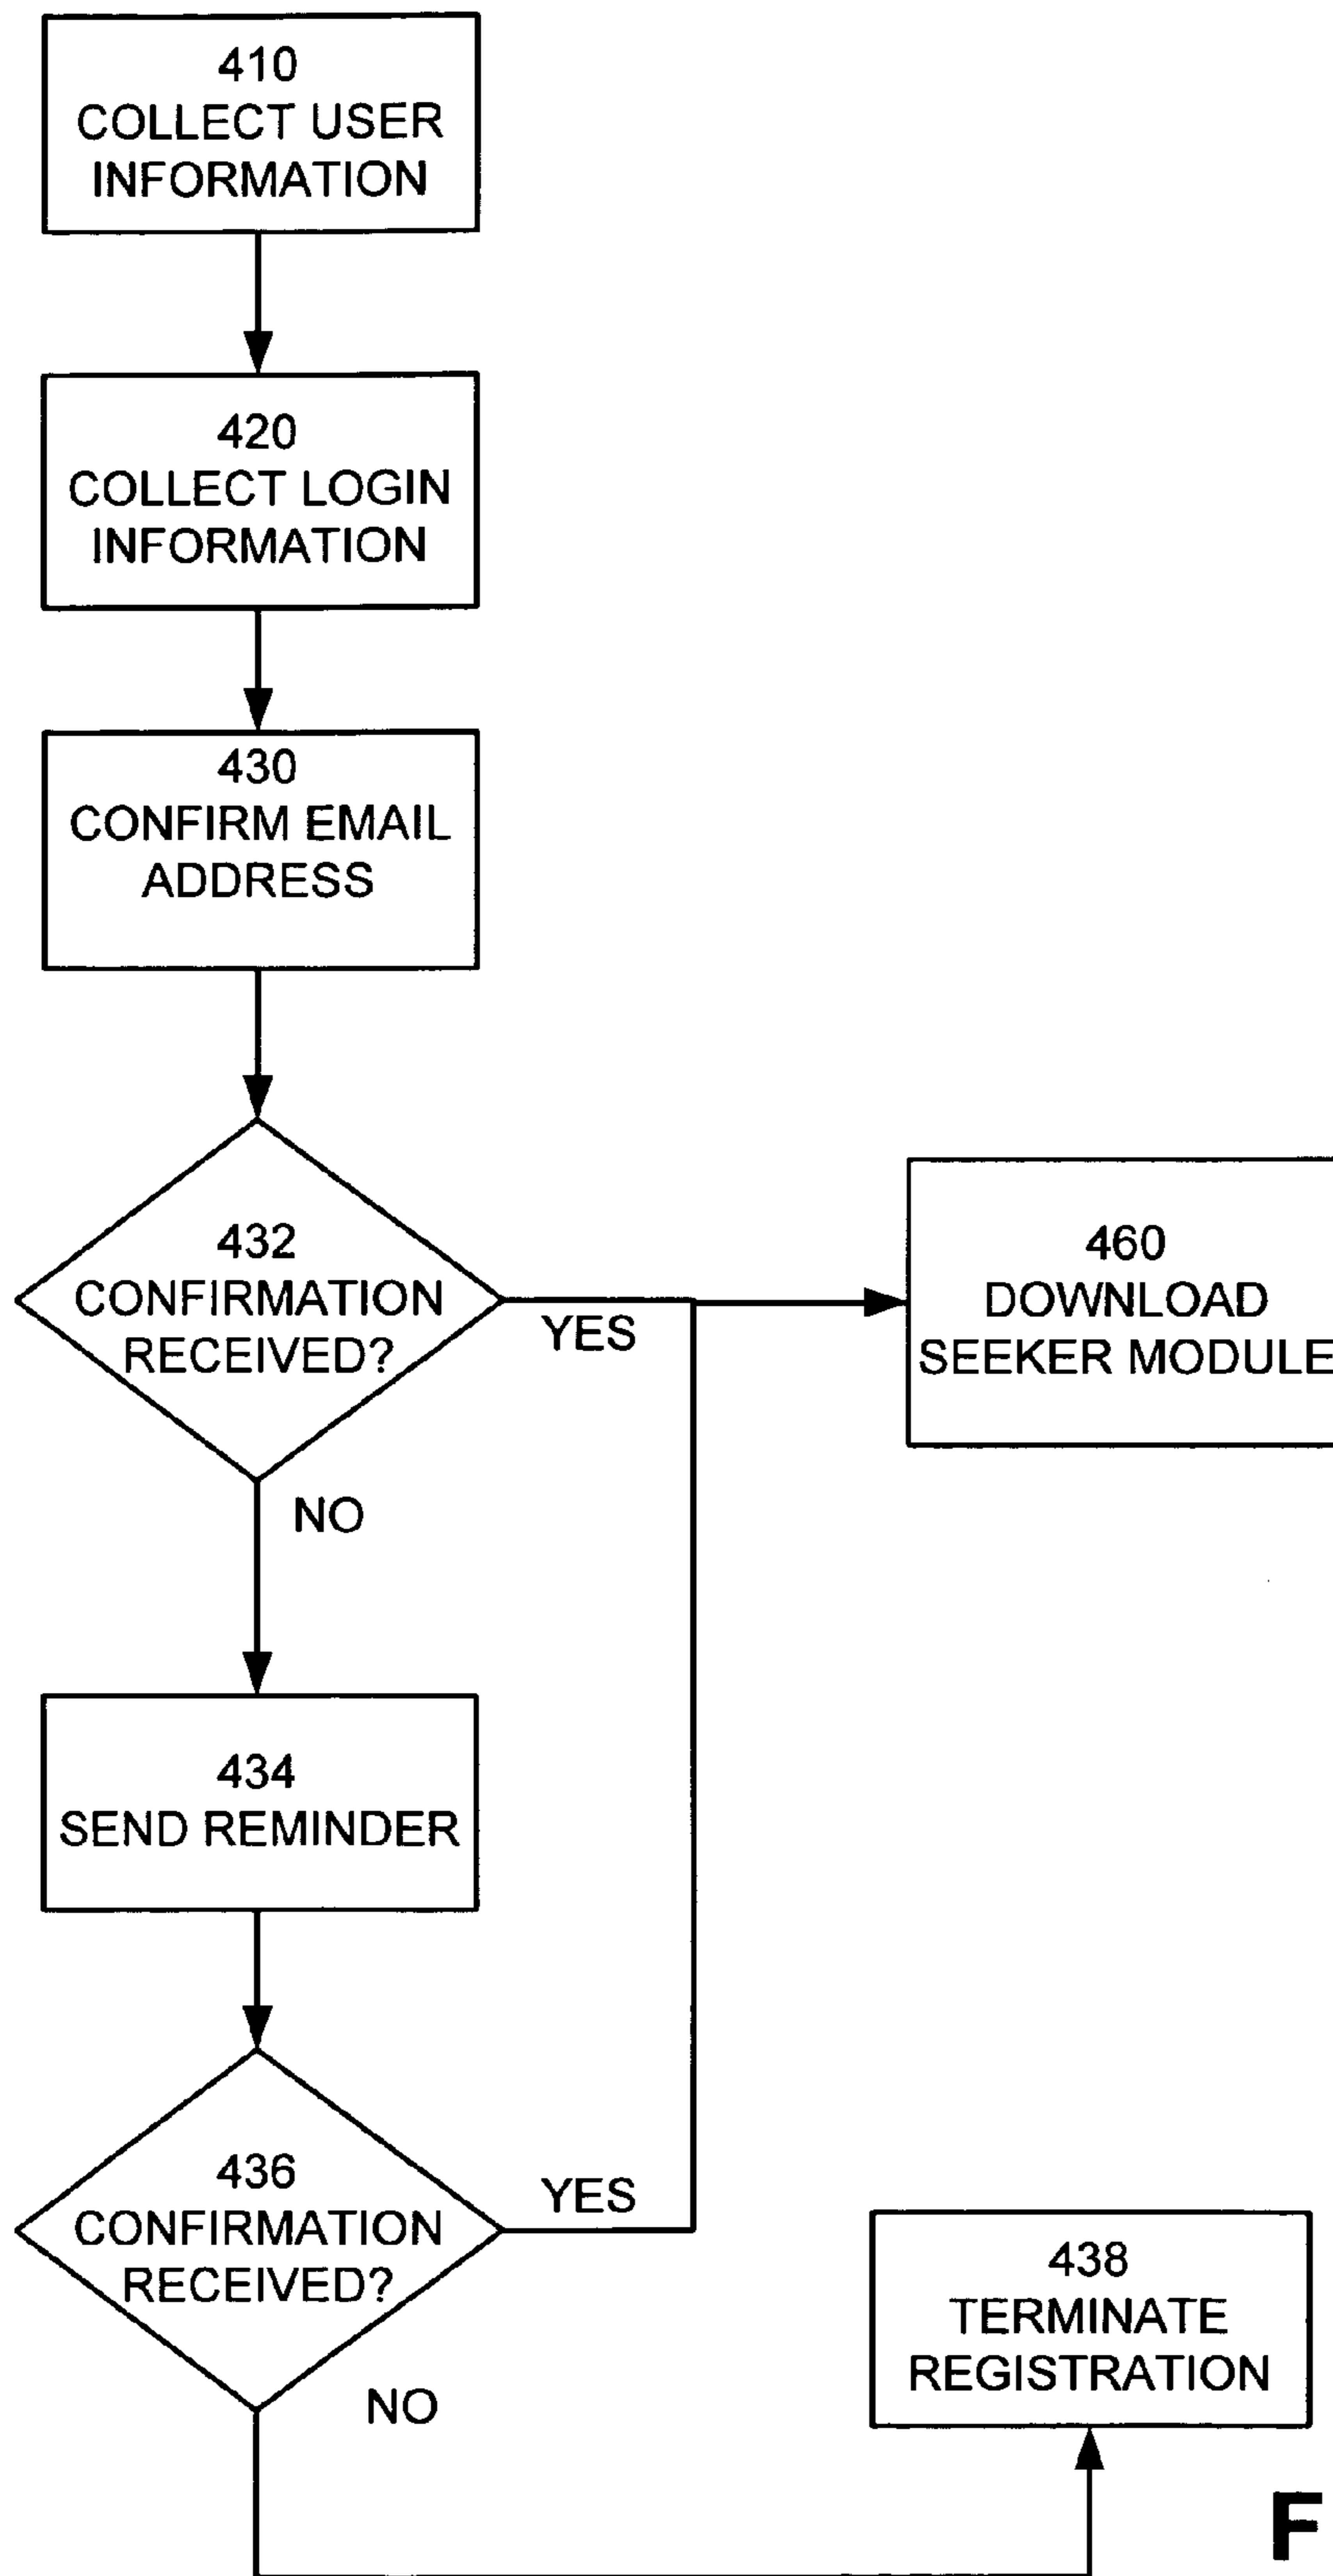 410
COLLECT USER
INFORMATION
420
COLLECT LOGIN
INFORMATION
430
CONFIRM EMAIL
ADDRESS
432
CONFIRMATION
RECEIVED?
YES
NO
460
DOWNLOAD
SEEKER MODULE
434
SEND REMINDER
436
CONFIRMATION
RECEIVED?
YES
NO
438
TERMINATE
REGISTRATION
F